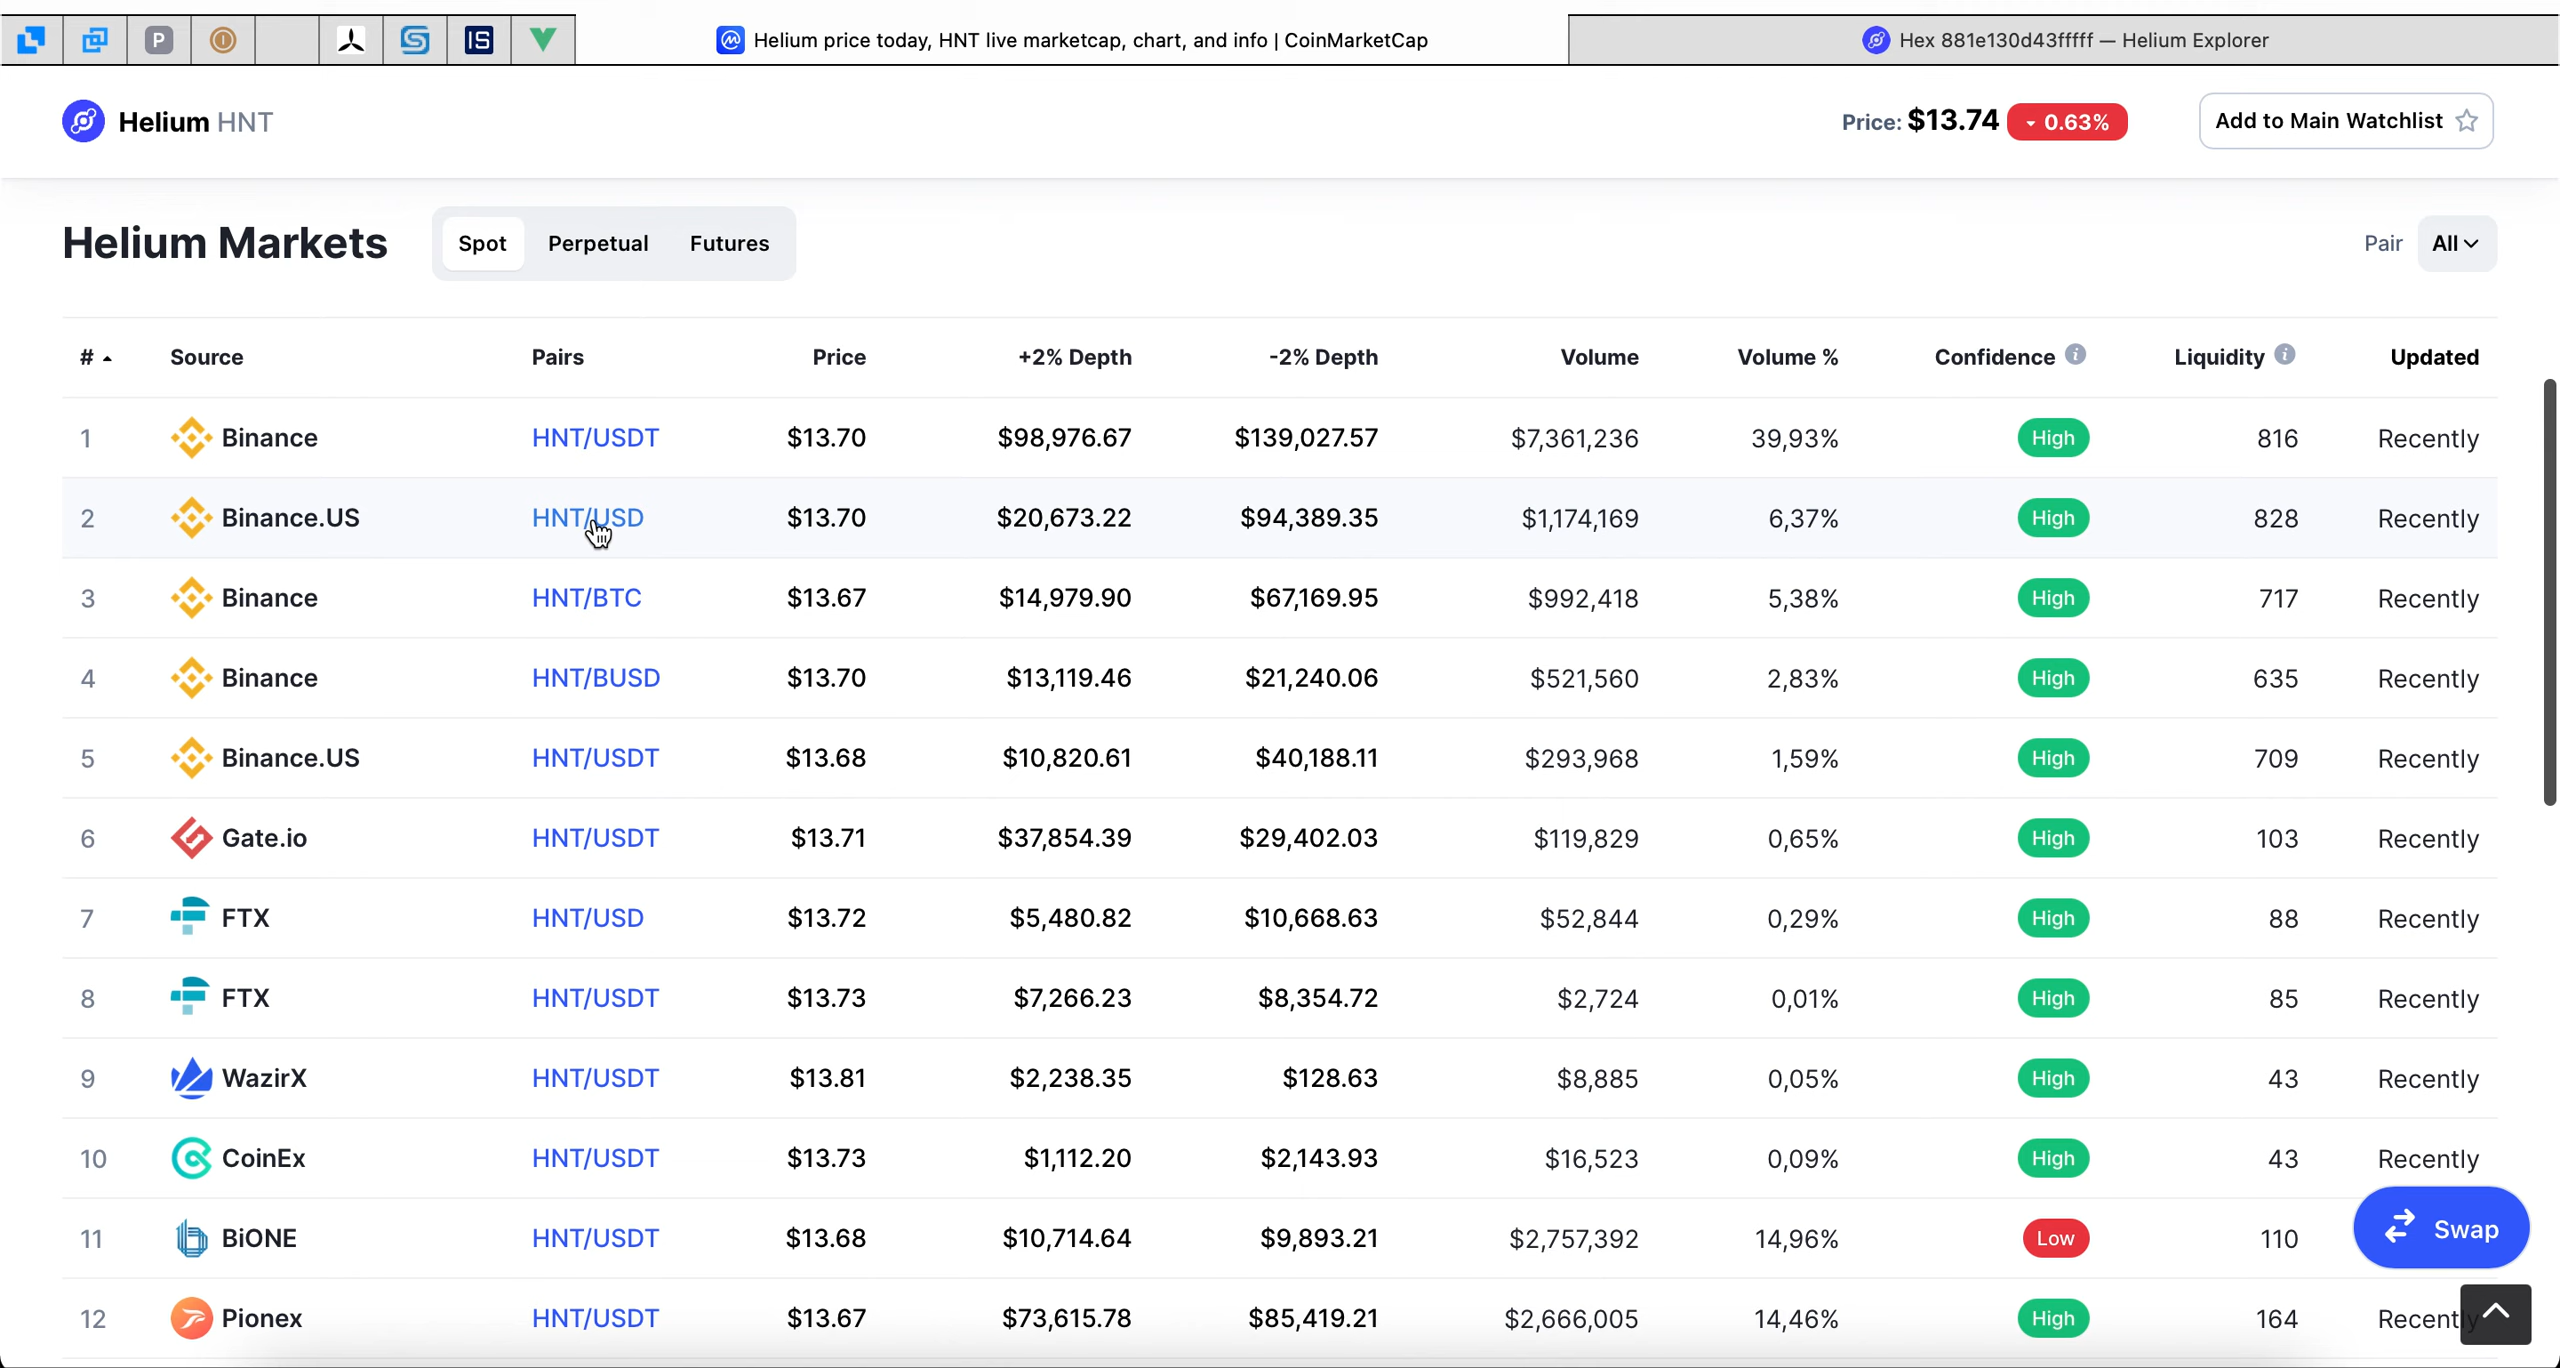 P IS Helium price today, HNT live marketcap, chart, and info | CoinMarketCap Hex 881e130d43fffff — Helium Explorer
Helium HNT Price: $13.74 0.63% Add to Main Watchlist
Helium Markets Spot Perpetual Futures Pair All
# Source Pairs Price +2% Depth -2% Depth Volume Volume % Confidence Liquidity Updated
1 Binance HNT/USDT $13.70 $98,976.67 $139,027.57 $7,361,236 39,93% High 816 Recently
2 Binance.US HNT/USD $13.70 $20,673.22 $94,389.35 $1,174,169 6,37% High 828 Recently
3 Binance HNT/BTC $13.67 $14,979.90 $67,169.95 $992,418 5,38% High 717 Recently
4 Binance HNT/BUSD $13.70 $13,119.46 $21,240.06 $521,560 2,83% High 635 Recently
5 Binance.US HNT/USDT $13.68 $10,820.61 $40,188.11 $293,968 1,59% High 709 Recently
6 Gate.io HNT/USDT $13.71 $37,854.39 $29,402.03 $119,829 0,65% High 103 Recently
7 FTX HNT/USD $13.72 $5,480.82 $10,668.63 $52,844 0,29% High 88 Recently
8 FTX HNT/USDT $13.73 $7,266.23 $8,354.72 $2,724 0,01% High 85 Recently
9 WazirX HNT/USDT $13.81 $2,238.35 $128.63 $8,885 0,05% High 43 Recently
10 CoinEx HNT/USDT $13.73 $1,112.20 $2,143.93 $16,523 0,09% High 43 Recently
11 BiONE HNT/USDT $13.68 $10,714.64 $9,893.21 $2,757,392 14,96% Low 110 Swap
12 Pionex HNT/USDT $13.67 $73,615.78 $85,419.21 $2,666,005 14,46% High 164 Recently